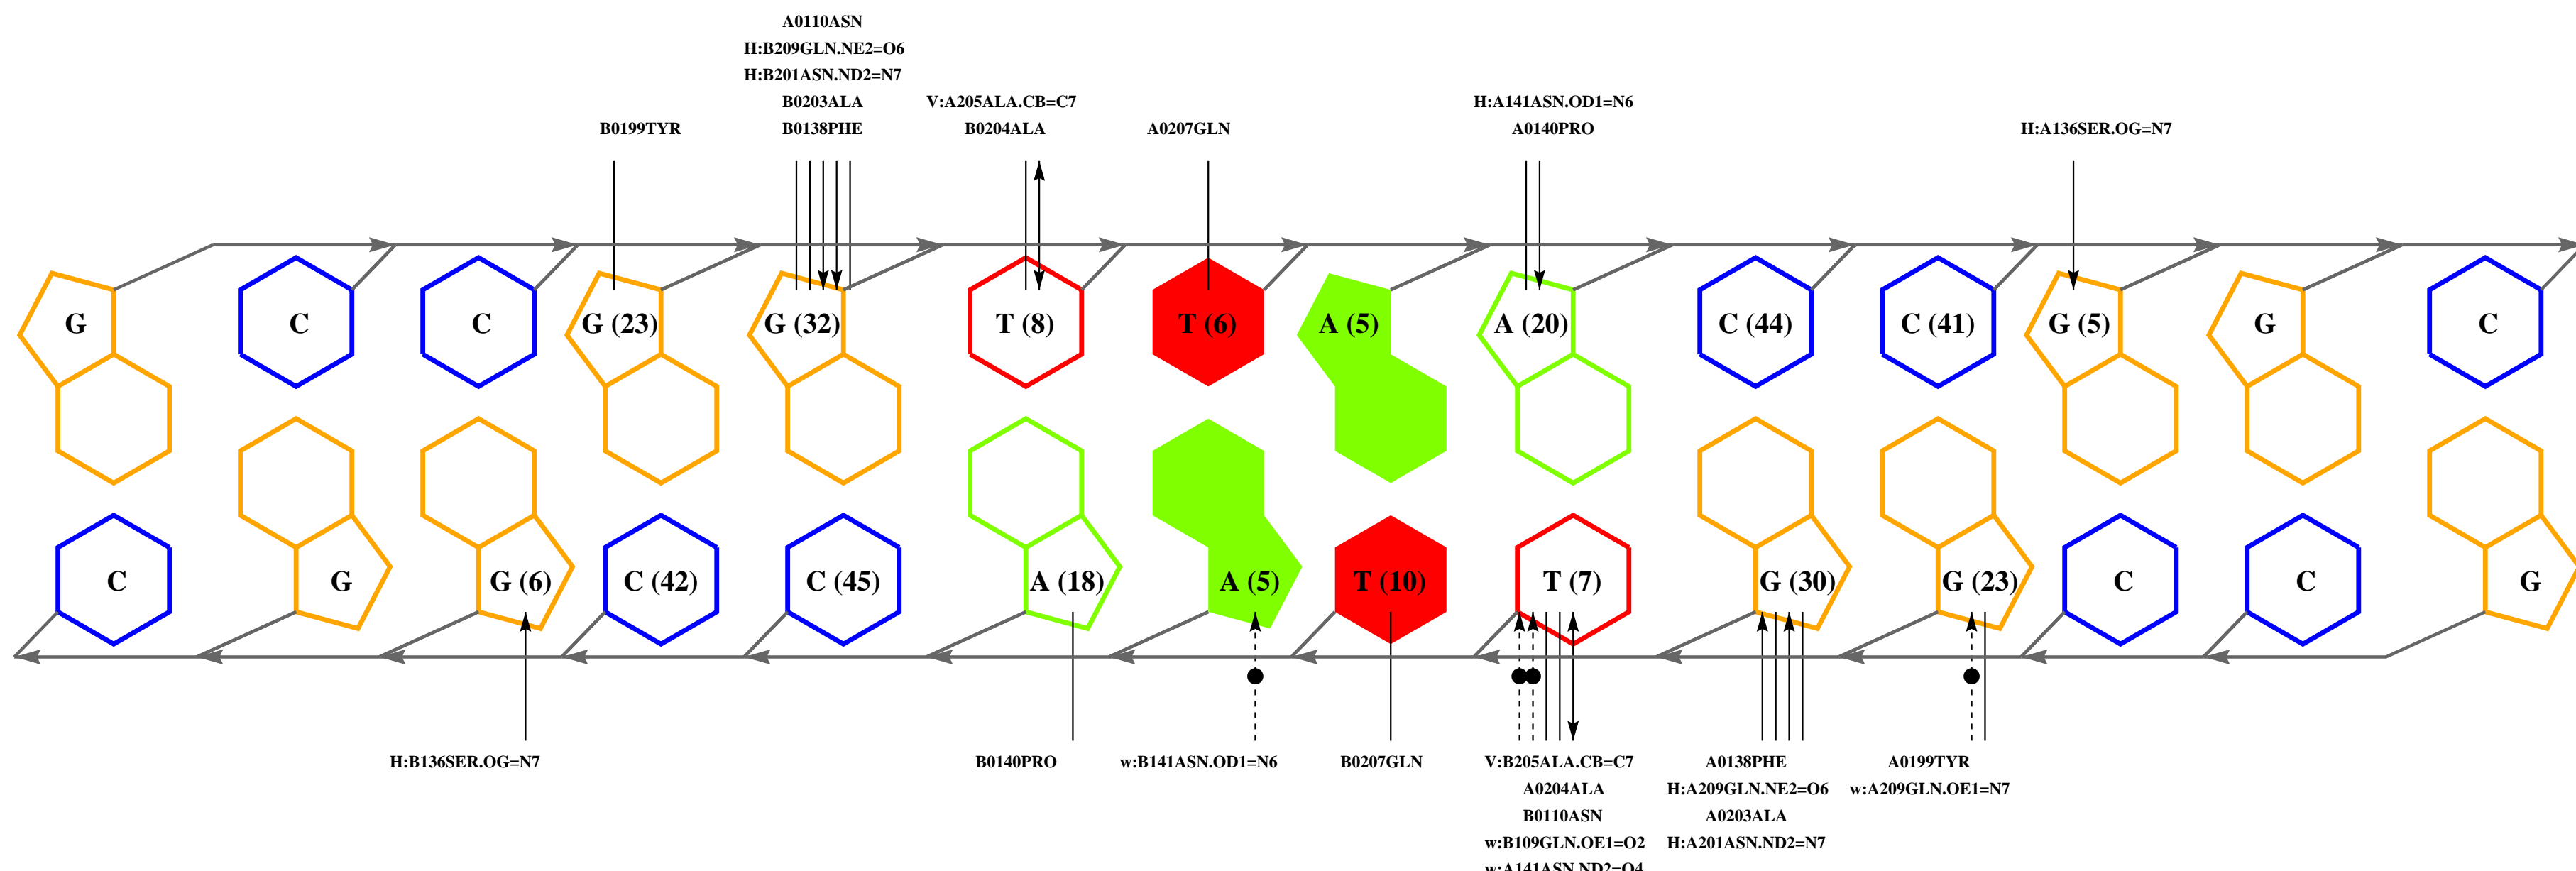 A0110ASN
H:B209GLN.NE2=O6
H:B201ASN.ND2=N7
B0203ALA
B0138PHE
B0199TYR
V:A205ALA.CB=C7
B0204ALA
A0207GLN
H:A141ASN.OD1=N6
A0140PRO
H:A136SER.OG=N7
G C C G (23) G (32) T (8) T (6) A (5) A (20) C (44) C (41) G (5) G C
C G G (6) C (42) C (45) A (18) A (5) T (10) T (7) G (30) G (23) C C G
H:B136SER.OG=N7
B0140PRO
w:B141ASN.OD1=N6
B0207GLN
V:B205ALA.CB=C7
A0204ALA
B0110ASN
w:B109GLN.OE1=O2
w:A141ASN.ND2=O4
A0138PHE
H:A209GLN.NE2=O6
A0203ALA
H:A201ASN.ND2=N7
A0199TYR
w:A209GLN.OE1=N7